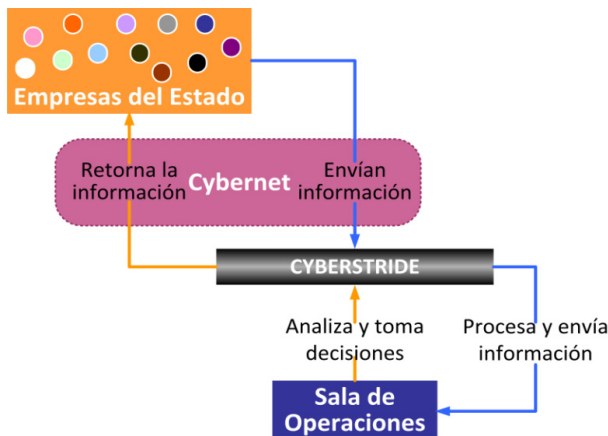 Empresas del Estado
Retorna la
información
Cybernet
Envían
información
CYBERSTRIDE
Analiza y toma
decisiones
Procesa y envía
información
Sala de
Operaciones